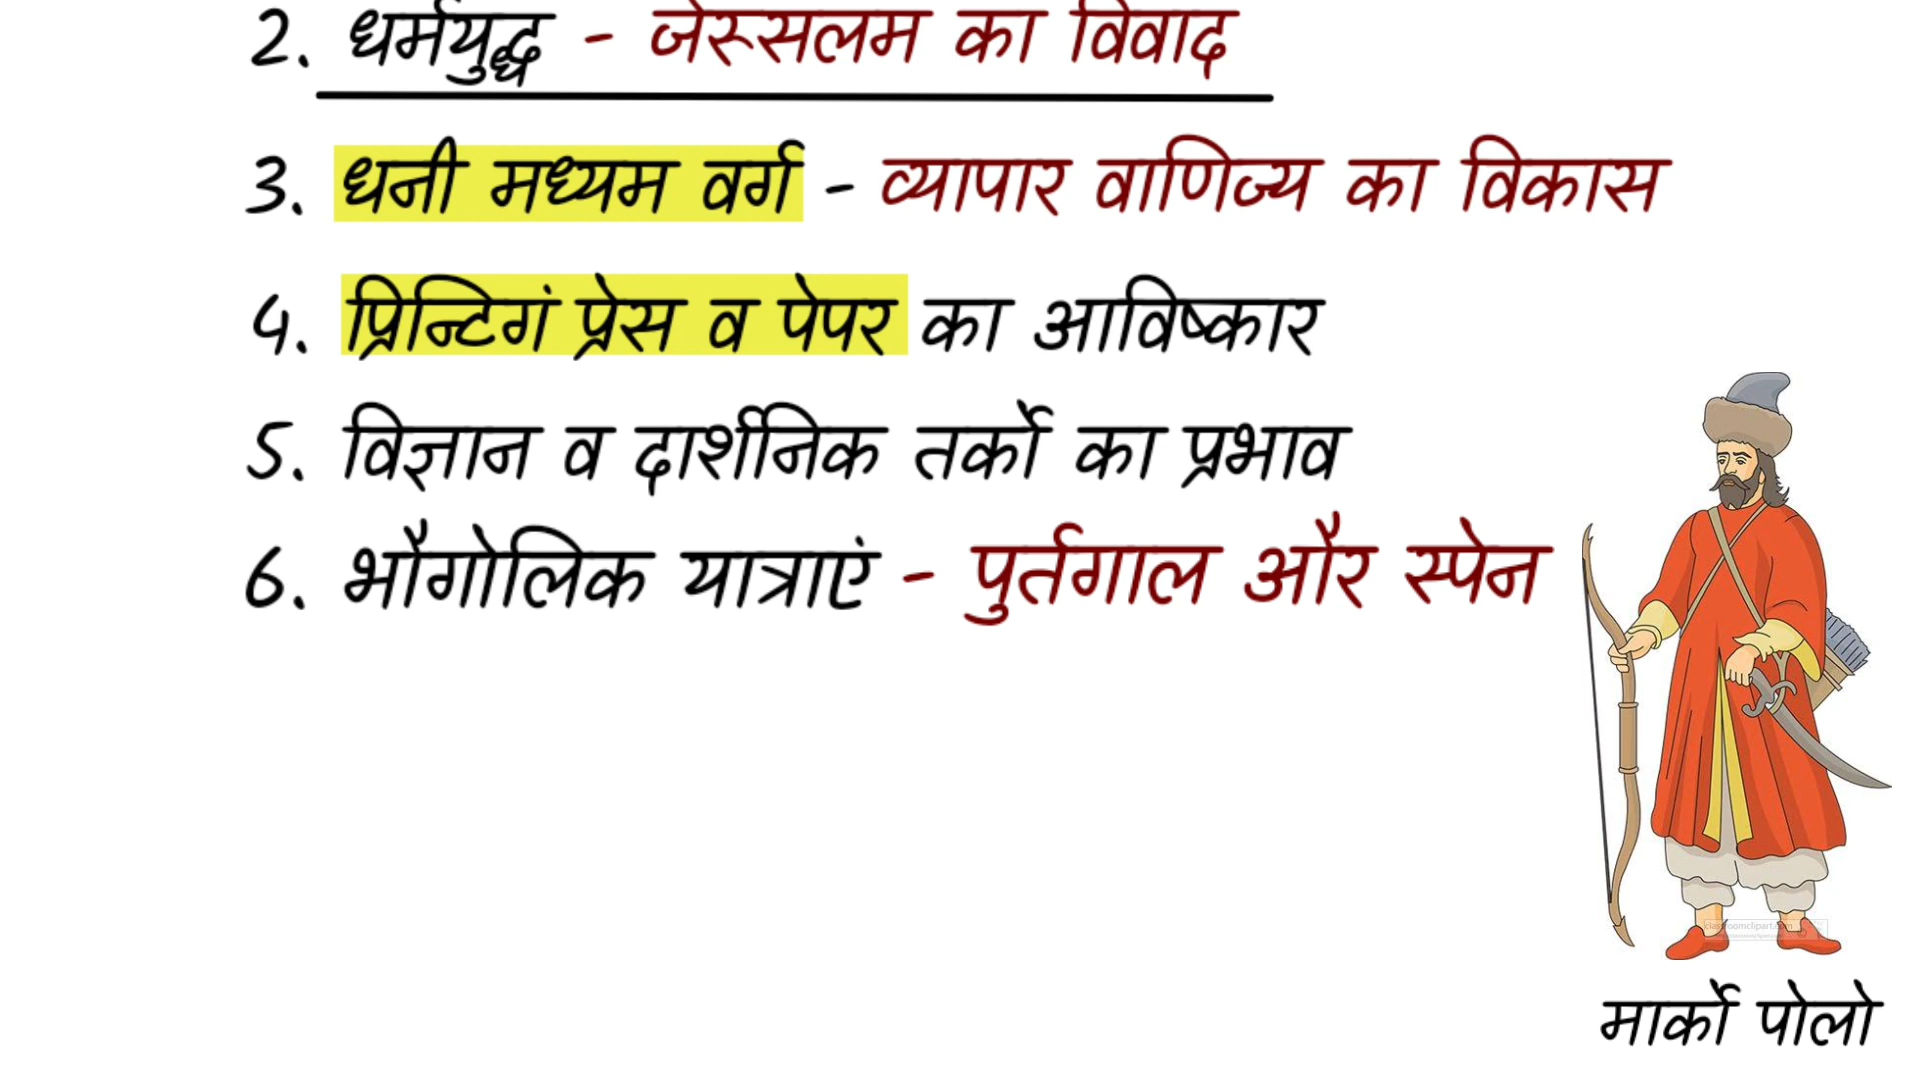 2. धर्मयुद्ध - जेरूसलम का विवाद
3. धनी मध्यम वर्ग - व्यापार वाणिज्य का विकास
4. प्रिन्टिगं प्रेस व पेपर का आविष्कार
5. विज्ञान व दार्शनिक तर्को का प्रभाव
6. भौगोलिक यात्राएं - पुर्तगाल और स्पेन
मार्को पोलो